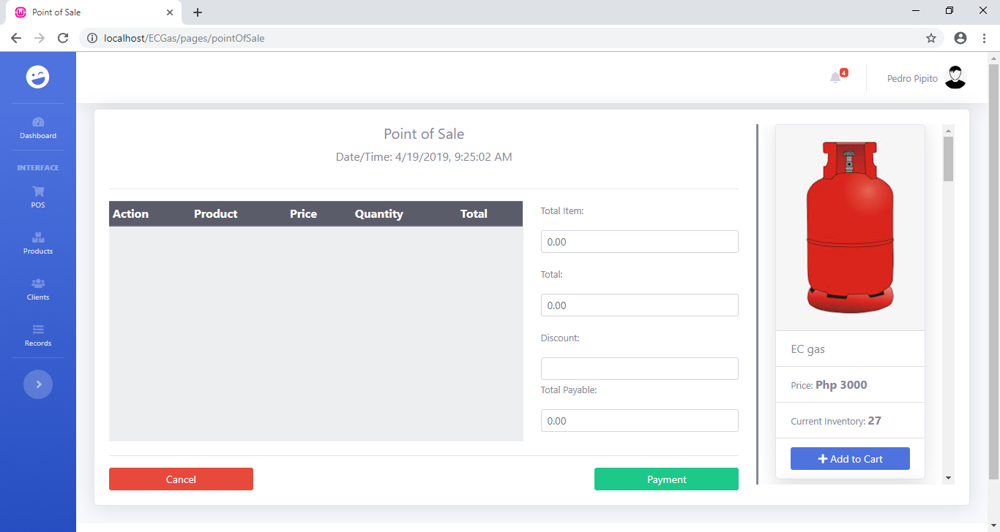 Point of Sale
localhost/ECGas/pages/pointOfSale
4
Pedro Pipito
Dashboard
INTERFACE
POS
Products
Clients
Records
Point of Sale
Date/Time: 4/19/2019, 9:25:02 AM
Action Product Price Quantity Total
Total Item:
0.00
Total:
0.00
Discount:
Total Payable:
0.00
Cancel
Payment
EC gas
Price: Php 3000
Current Inventory: 27
Add to Cart